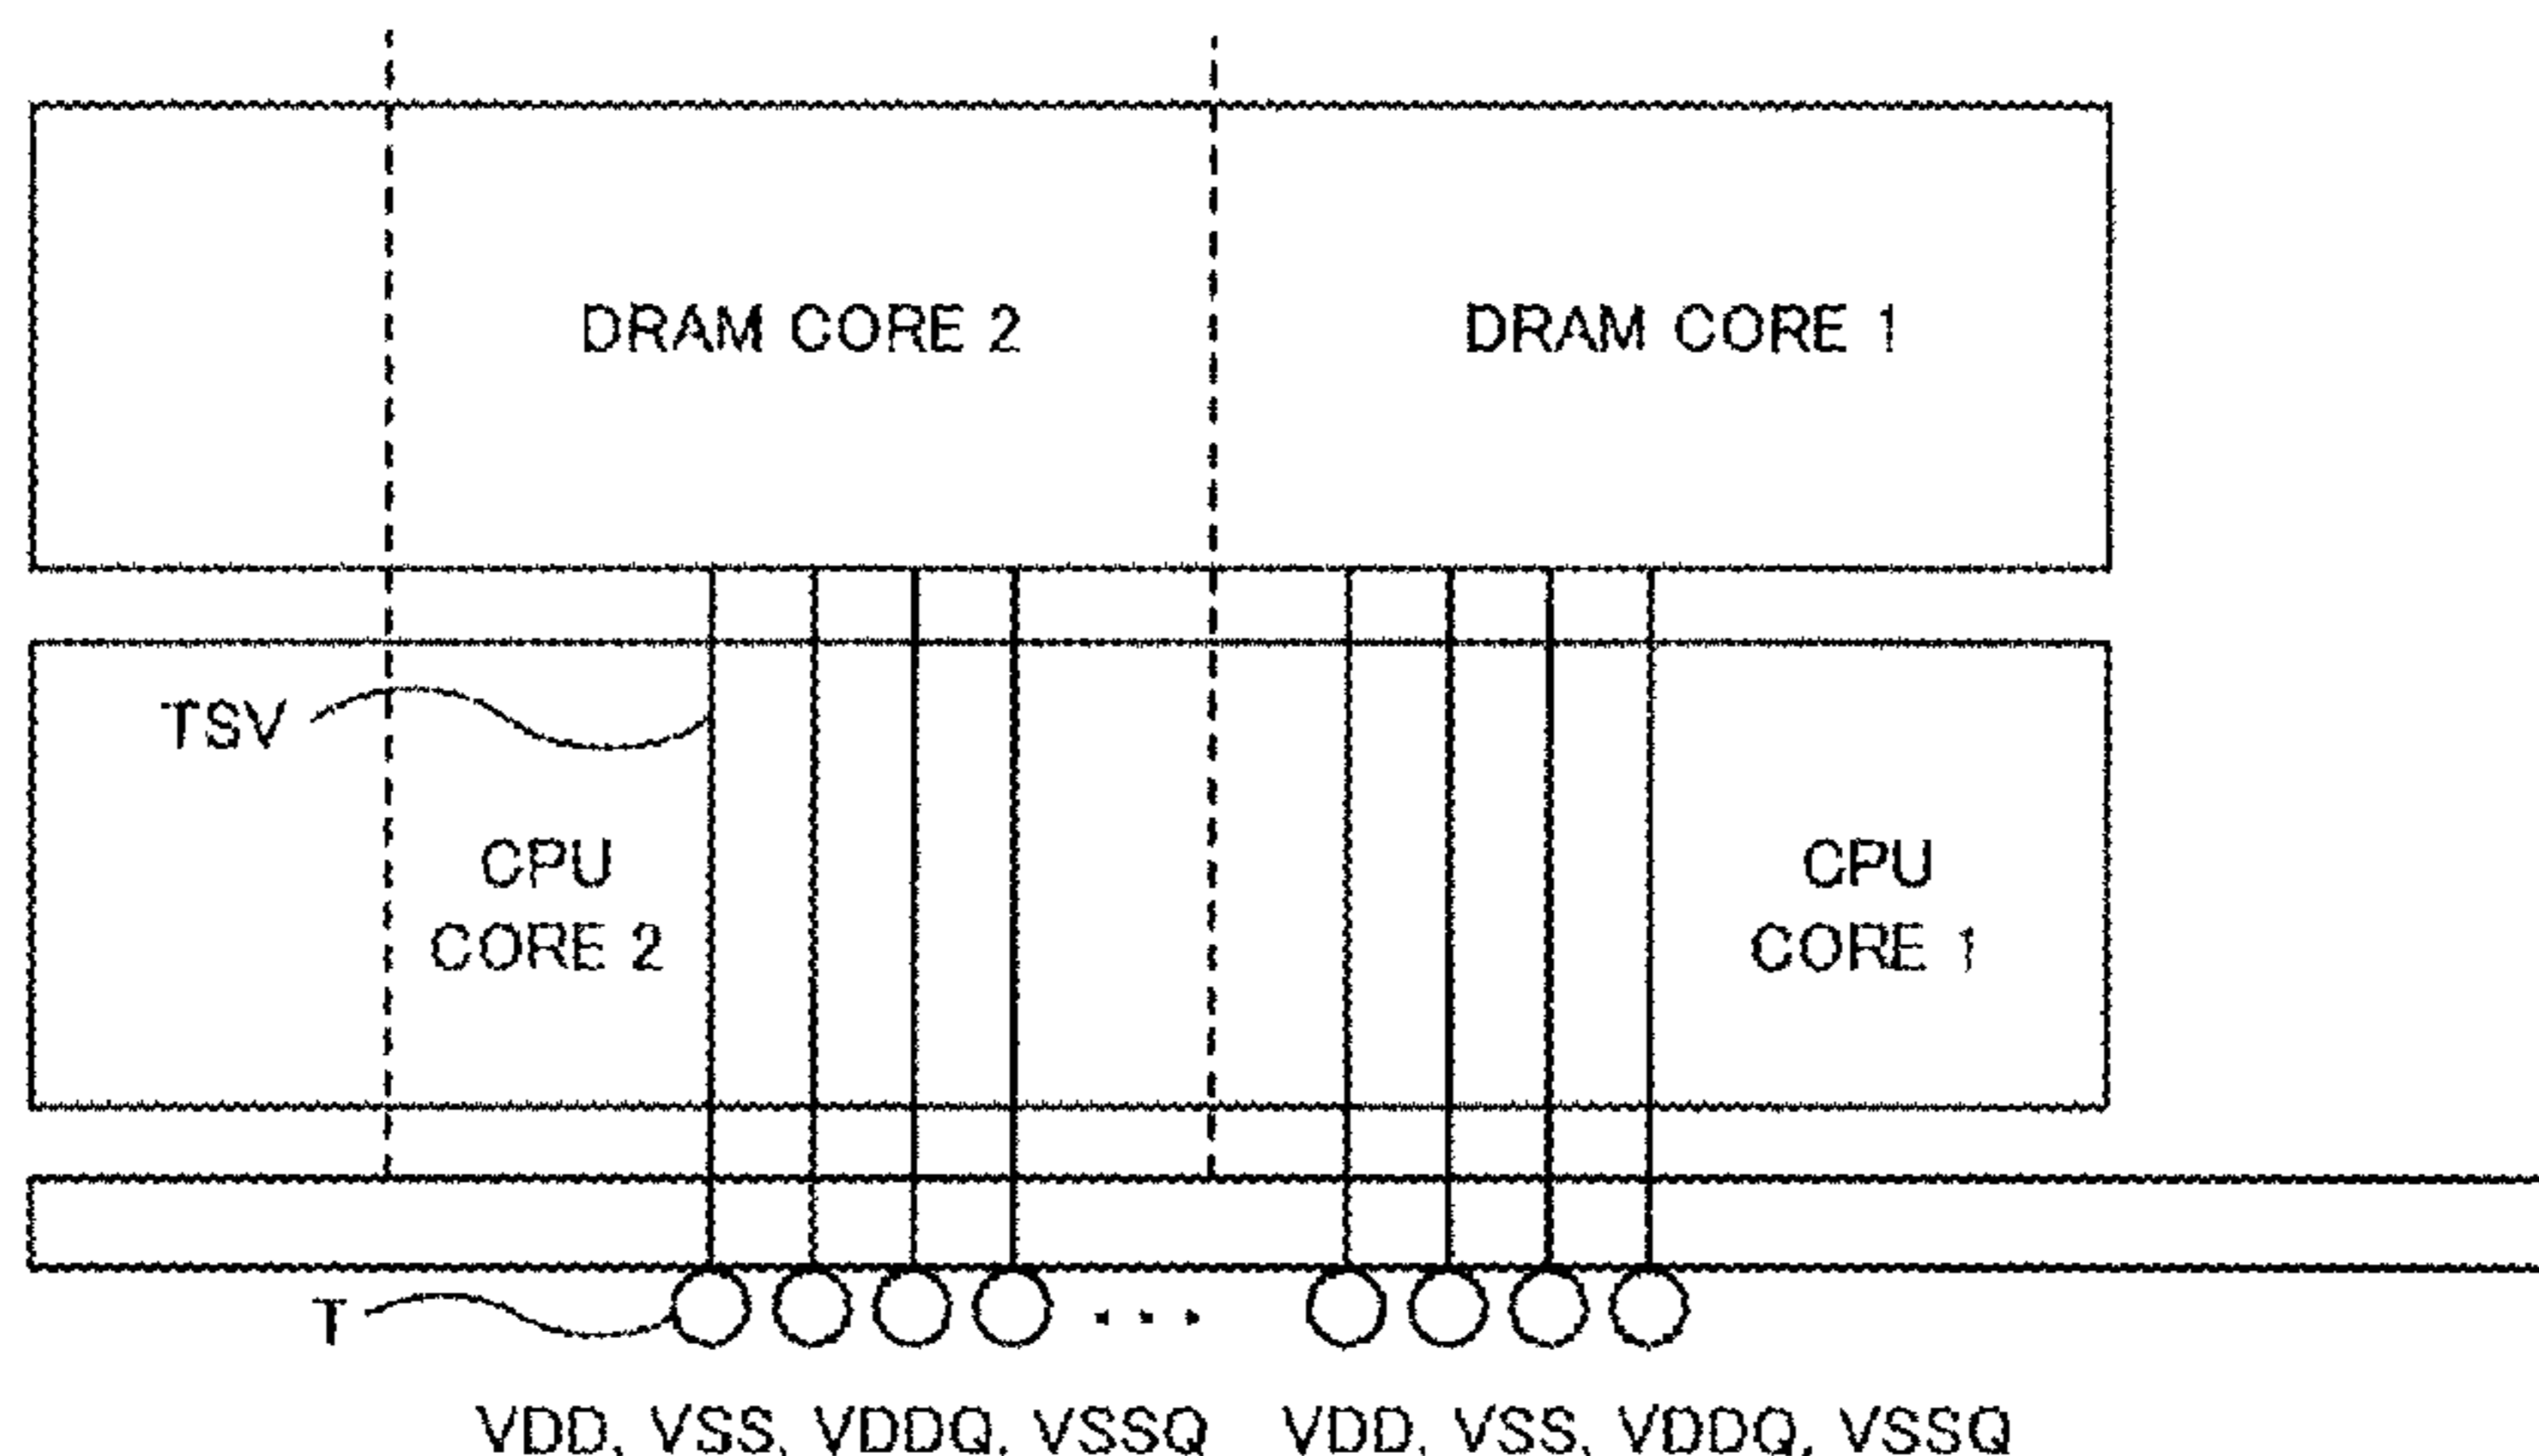 DRAM CORE 2
DRAM CORE 1
TSV
CPU
CORE 2
CPU
CORE 1
T
...
VDD, VSS, VDDQ, VSSQ
VDD, VSS, VDDQ, VSSQ